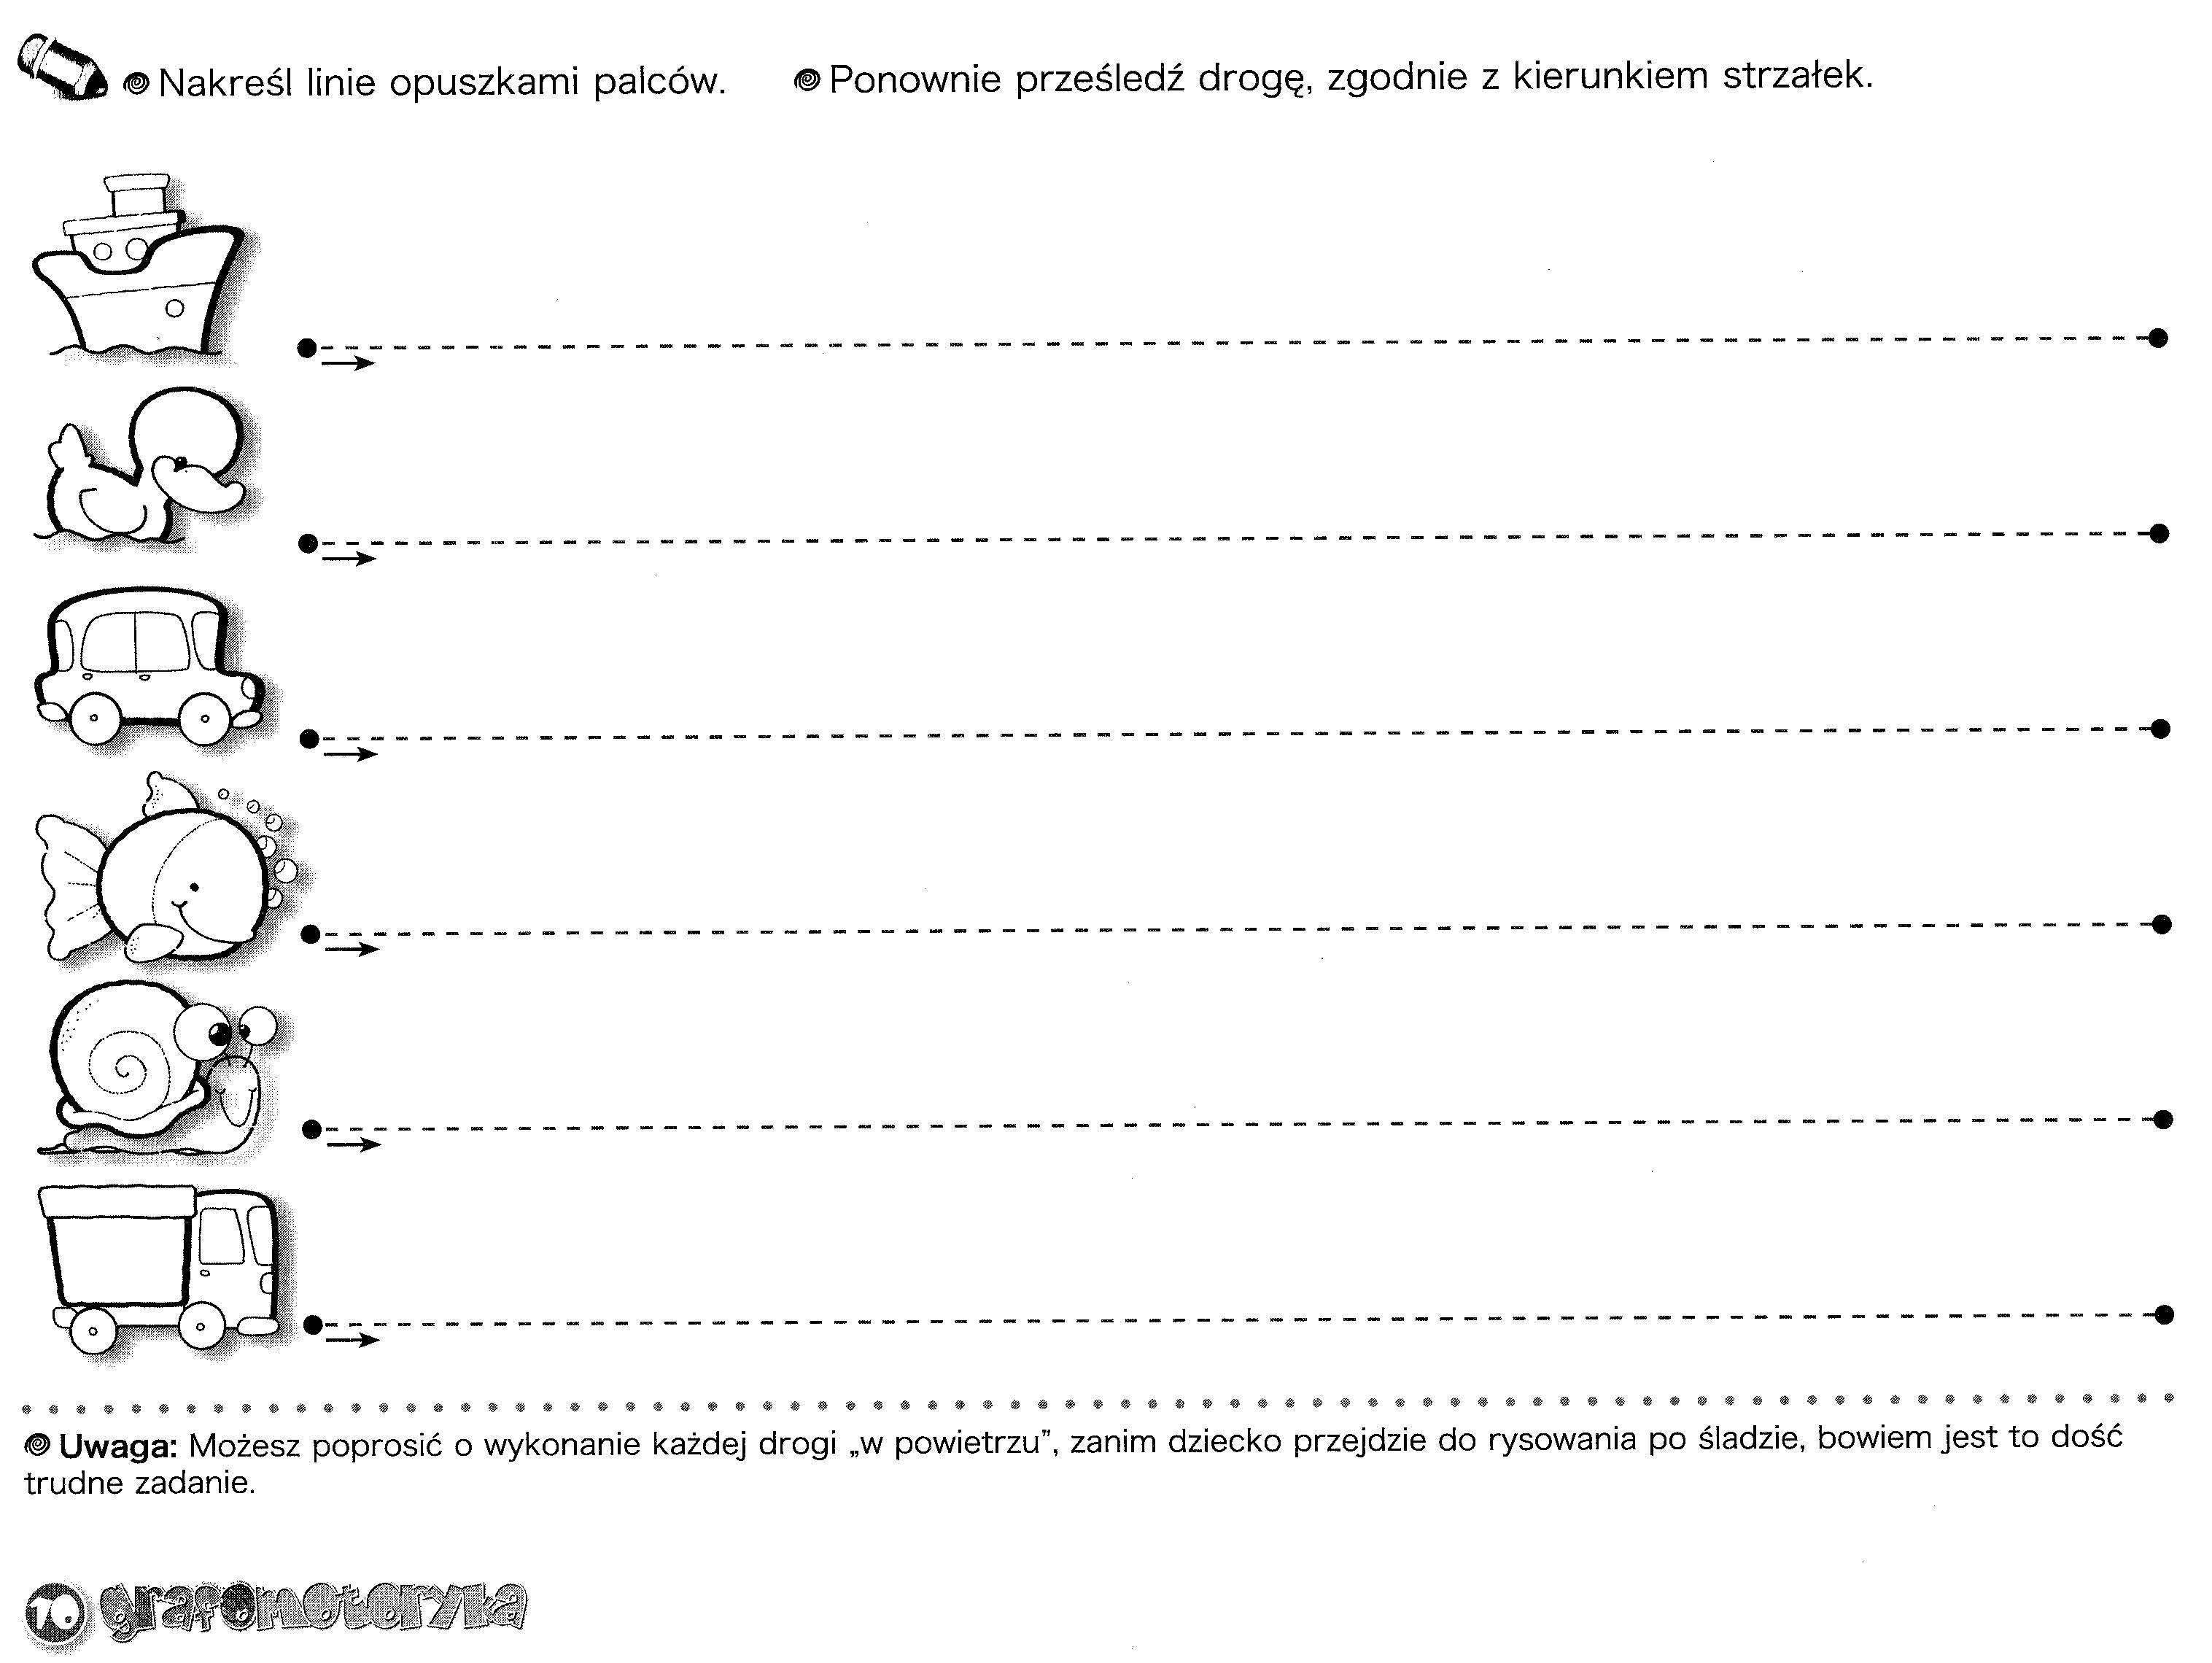 Nakreśl linie opuszkami palców. Ponownie prześledź drogę, zgodnie z kierunkiem strzałek.
Uwaga: Możesz poprosić o wykonanie każdej drogi „w powietrzu”, zanim dziecko przejdzie do rysowania po śladzie, bowiem jest to dość
trudne zadanie.
10. grafomotoryka